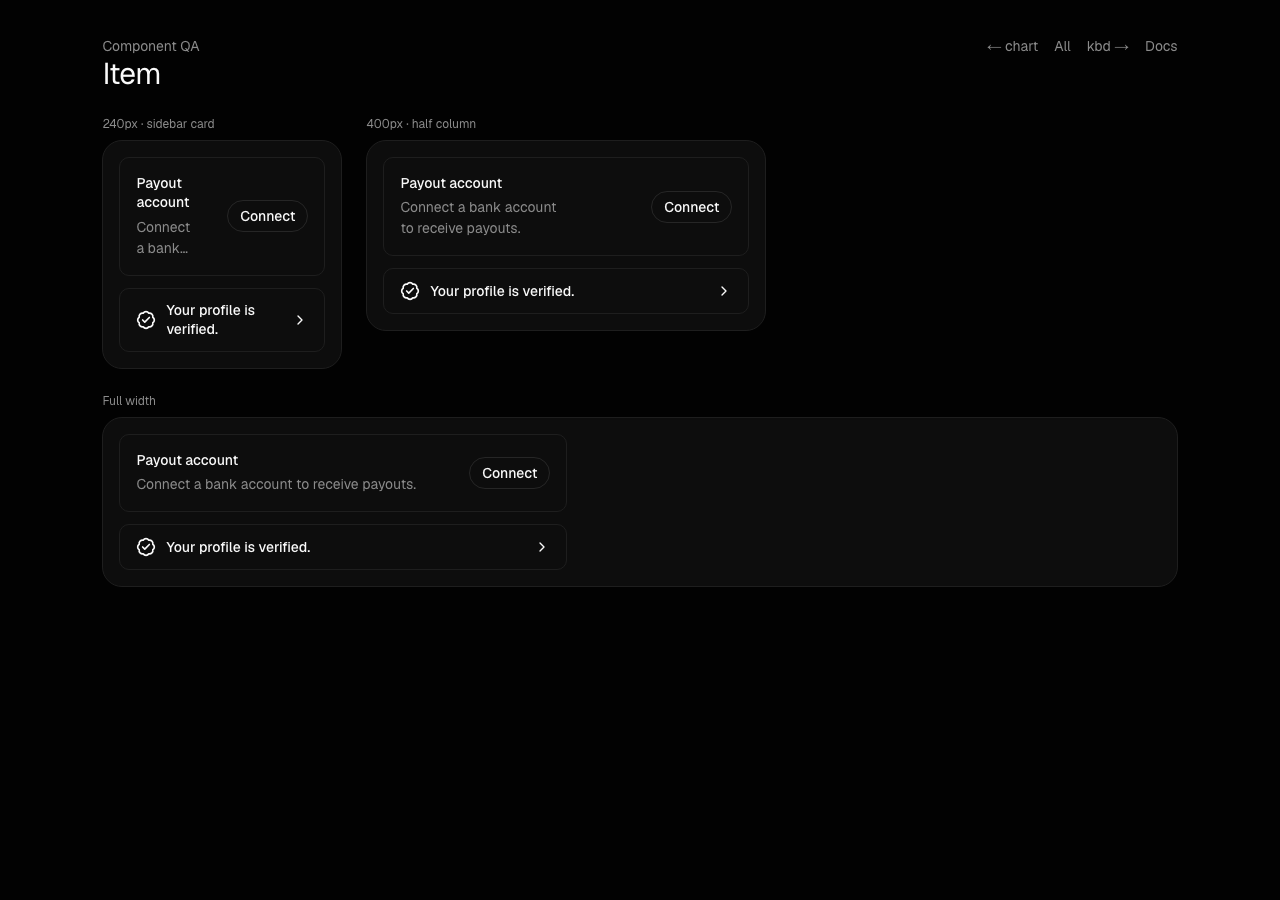 Component QA
← chart All kbd → Docs
Item
240px · sidebar card
400px · half column
Payout
account
Connect
a bank...
Connect
Your profile is
verified.
Payout account
Connect a bank account
to receive payouts.
Connect
Your profile is verified.
Full width
Payout account
Connect a bank account to receive payouts.
Connect
Your profile is verified.